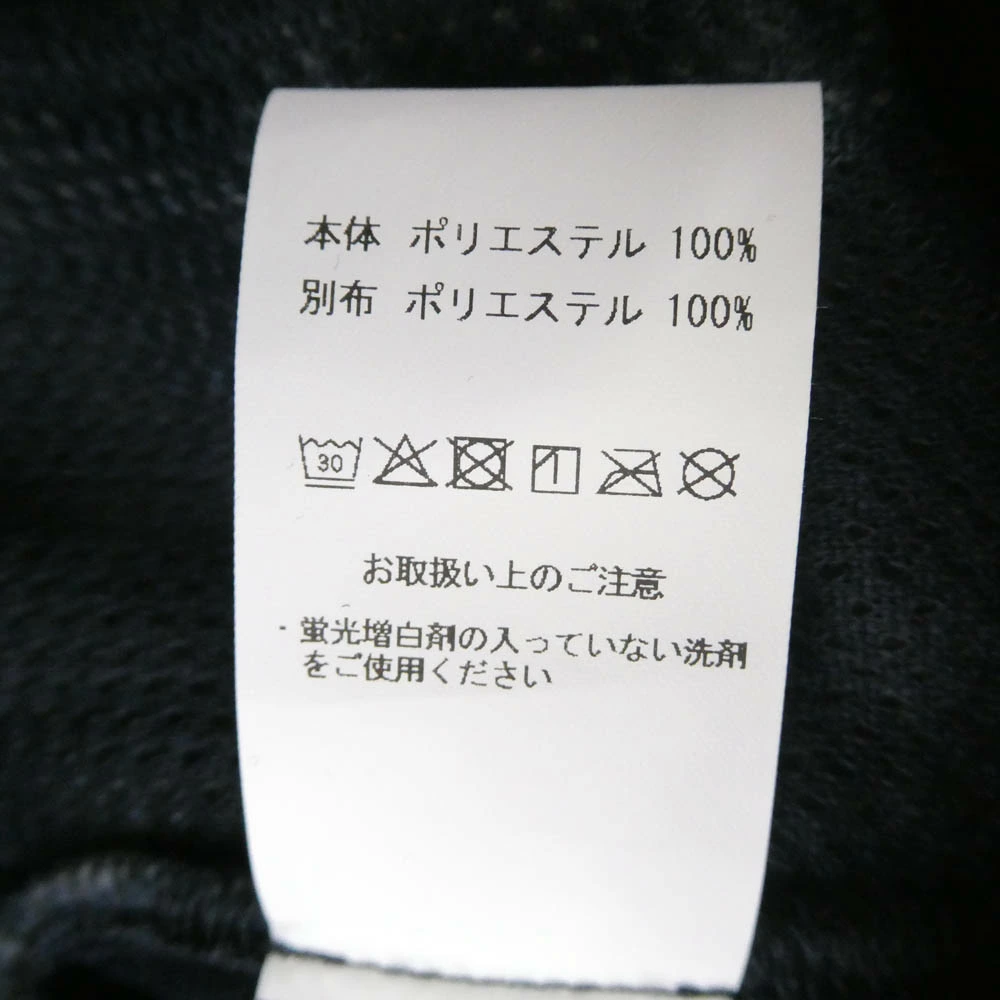 本体 ポリエステル 100%
別布 ポリエステル 100%
30
お取扱い上のご注意
・蛍光増白剤の入っていない洗剤
をご使用ください